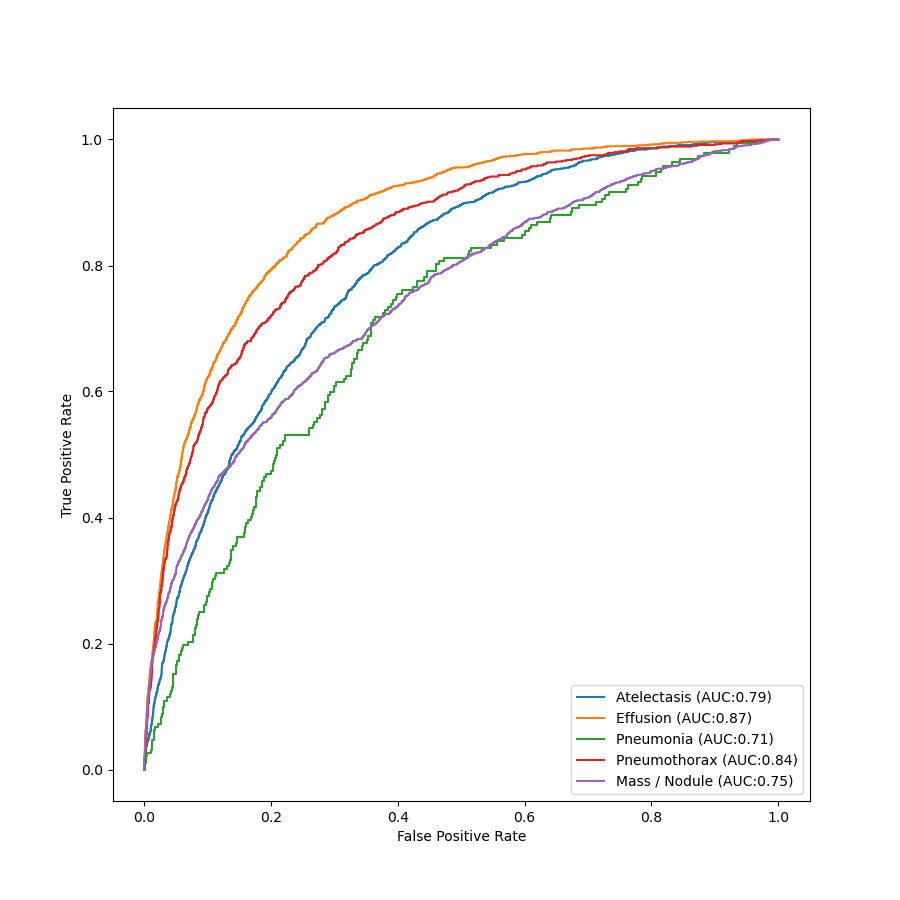 1.0
0.8
0.6
0.4
0.2
0.0
True Positive Rate
Atelectasis (AUC:0.79)
Effusion (AUC:0.87)
Pneumonia (AUC:0.71)
Pneumothorax (AUC:0.84)
Mass / Nodule (AUC:0.75)
0.0 0.2 0.4 0.6 0.8 1.0
False Positive Rate